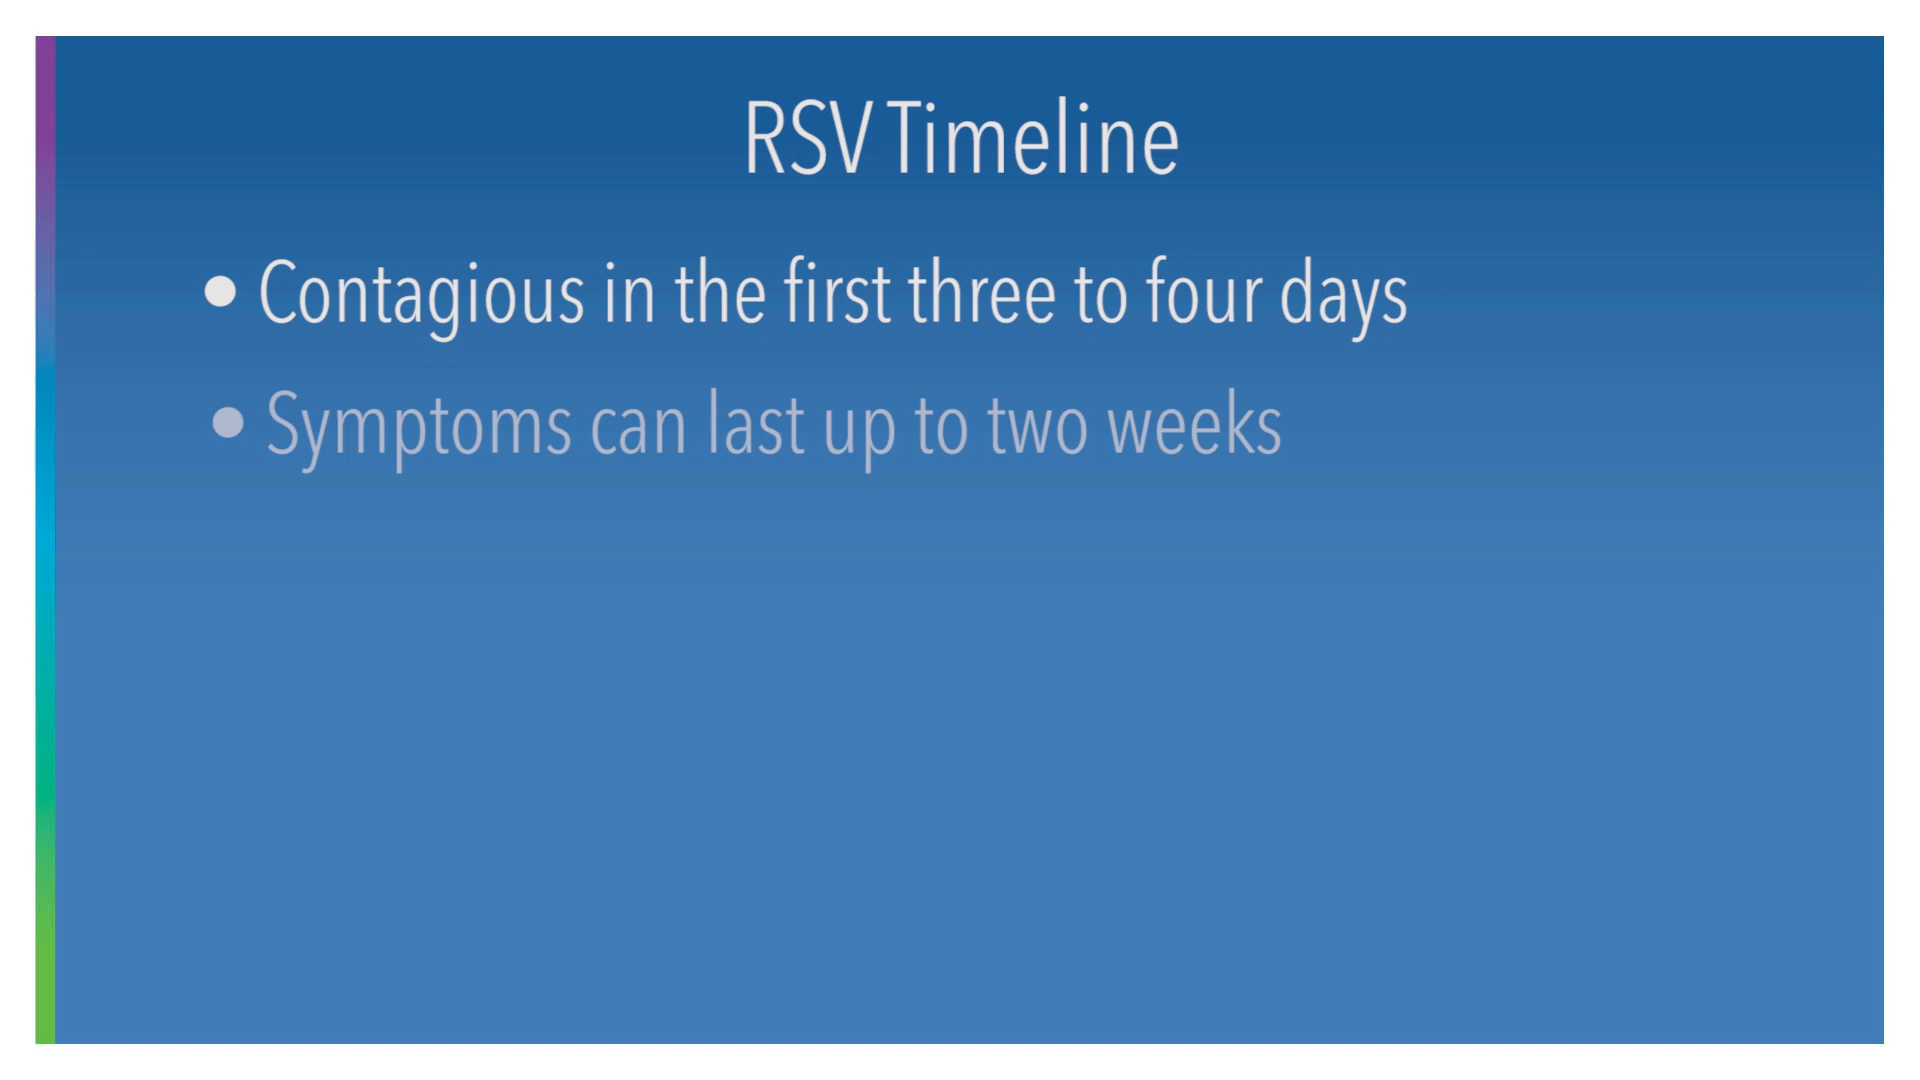 RSV Timeline
• Contagious in the first three to four days
• Symptoms can last up to two weeks